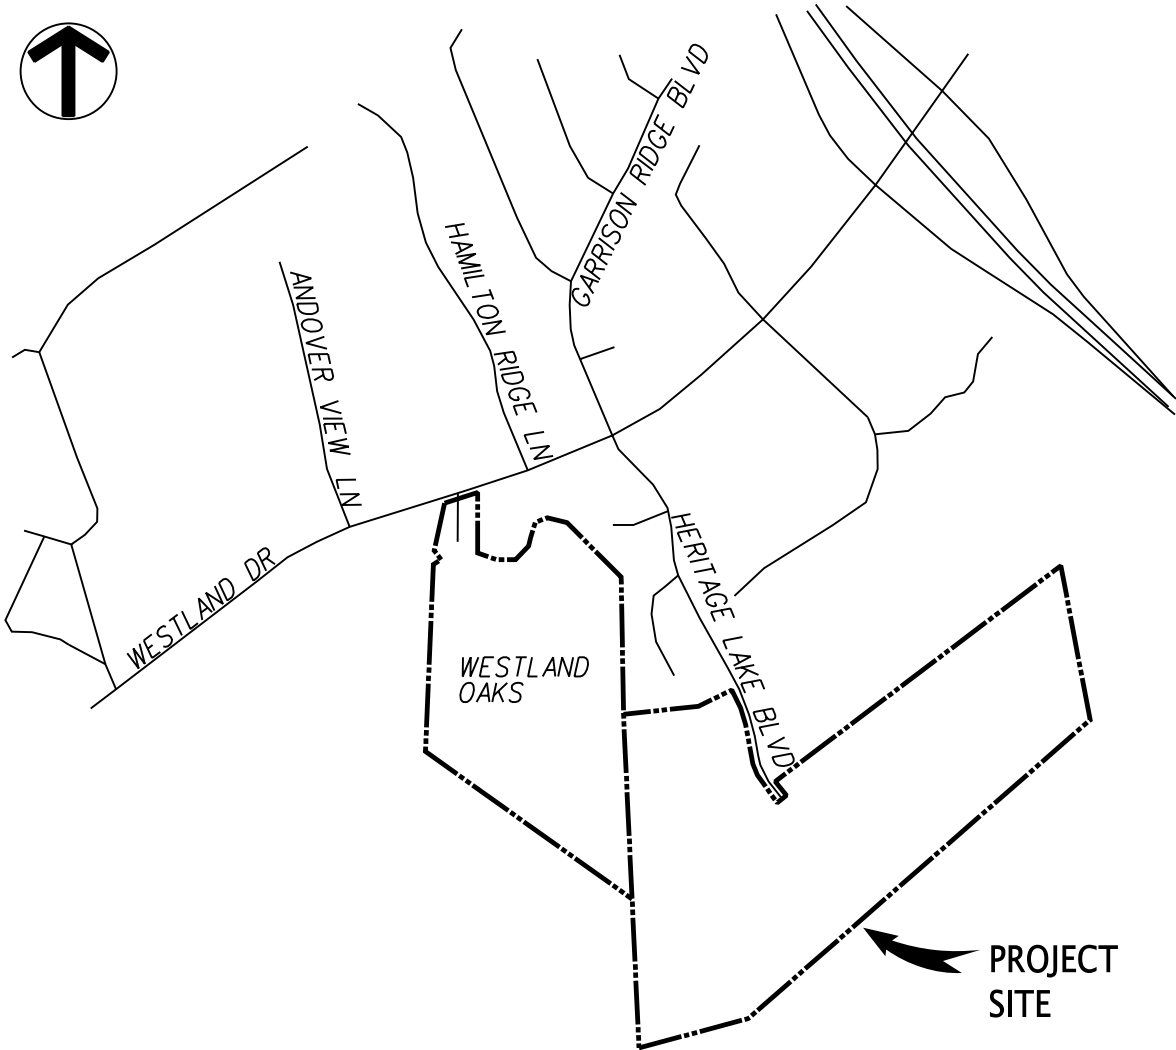 GARRISON RIDGE BLVD
HAMILTON RIDGE LN
ANDOVER VIEW LN
WESTLAND DR
HERITAGE LAKE BLVD
WESTLAND
OAKS
PROJECT
SITE